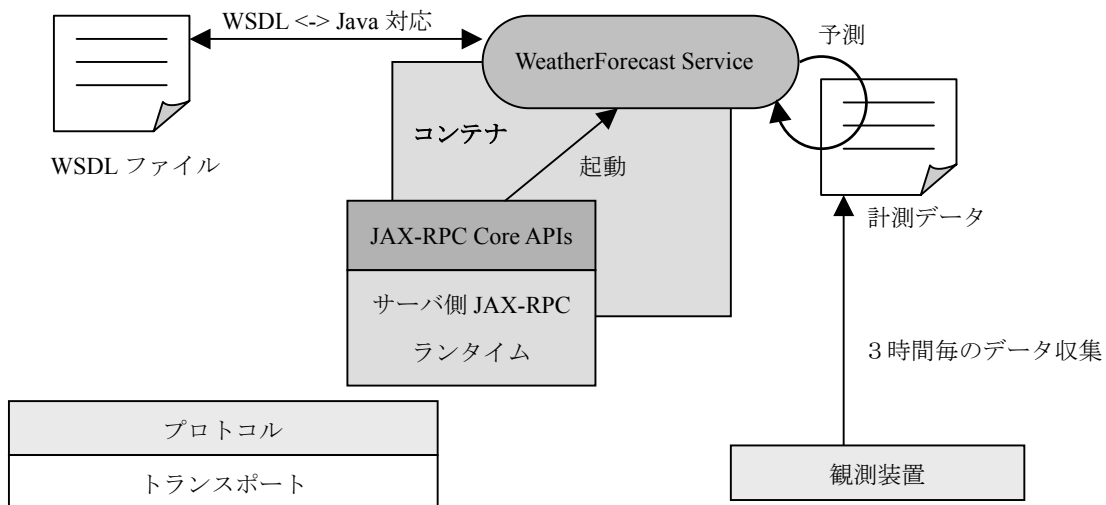 WSDL <-> Java 対応
予測
WeatherForecast Service
コンテナ
WSDL ファイル
起動
計測データ
JAX-RPC Core APIs
サーバ側 JAX-RPC
ランタイム
３時間毎のデータ収集
プロトコル
トランスポート
観測装置